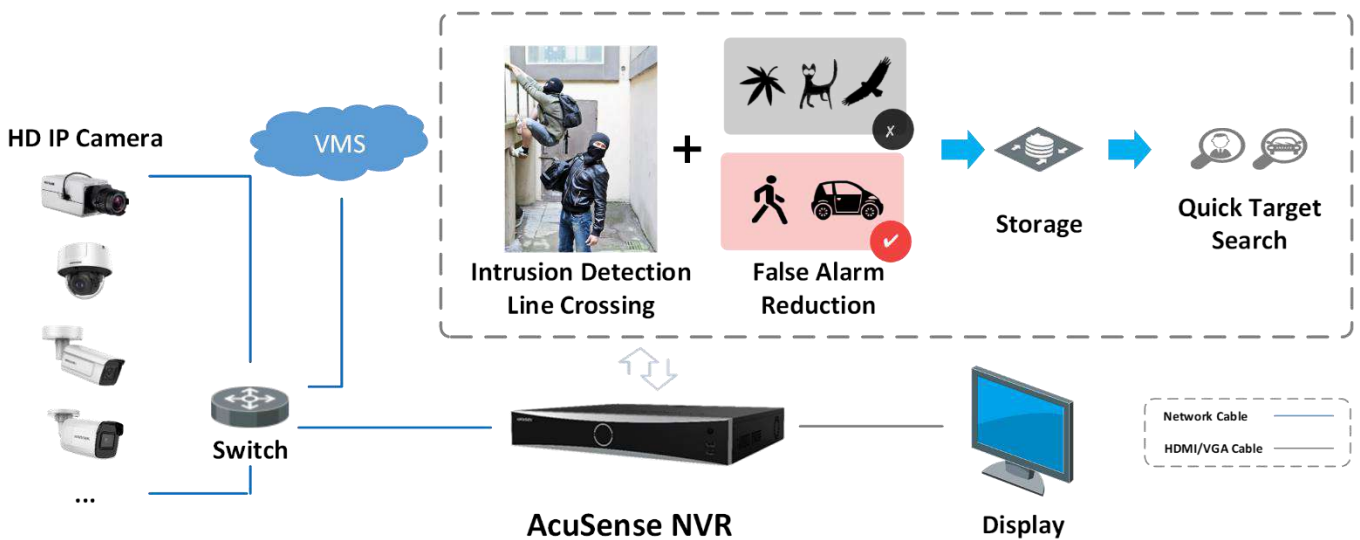 HD IP Camera
VMS
Intrusion Detection
Line Crossing
+
False Alarm
Reduction
Storage
Quick Target
Search
Switch
...
AcuSense NVR
Display
Network Cable
HDMI/VGA Cable